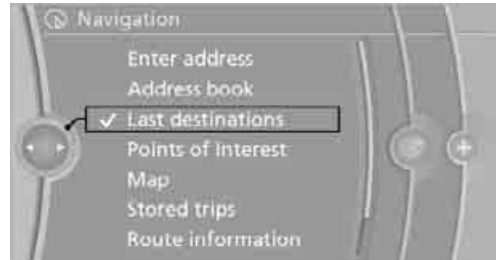 Navigation
Enter address
Address book
✓ Last destinations
Points of Interest
Map
Stored trips
Route information